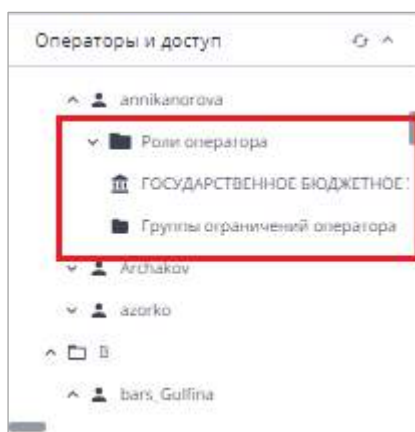 Операторы и доступ
annikanorova
Роли оператора
ГОСУДАРСТВЕННОЕ БЮДЖЕТНОЕ
Группы ограничений оператора
Archakov
azorko
B
bars_Gulfina